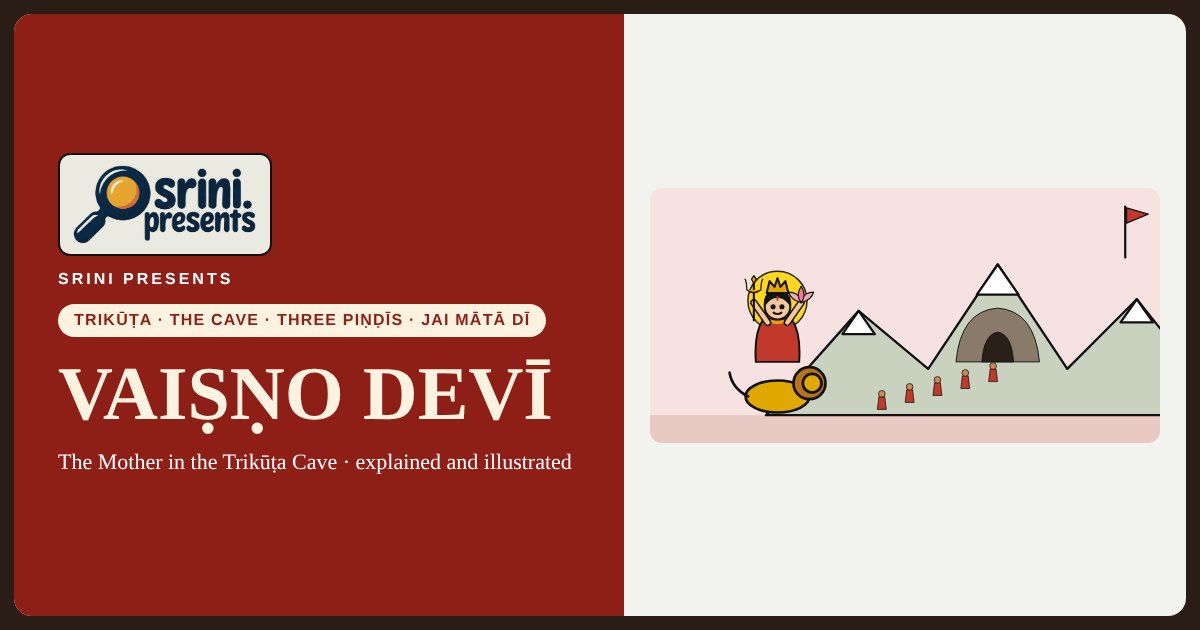 srini.
presents
SRINI PRESENTS
TRIKŪṬA · THE CAVE · THREE PIṆḌĪS · JAI MĀTĀ DĪ
VAIṢṆO DEVĪ
The Mother in the Trikūṭa Cave · explained and illustrated